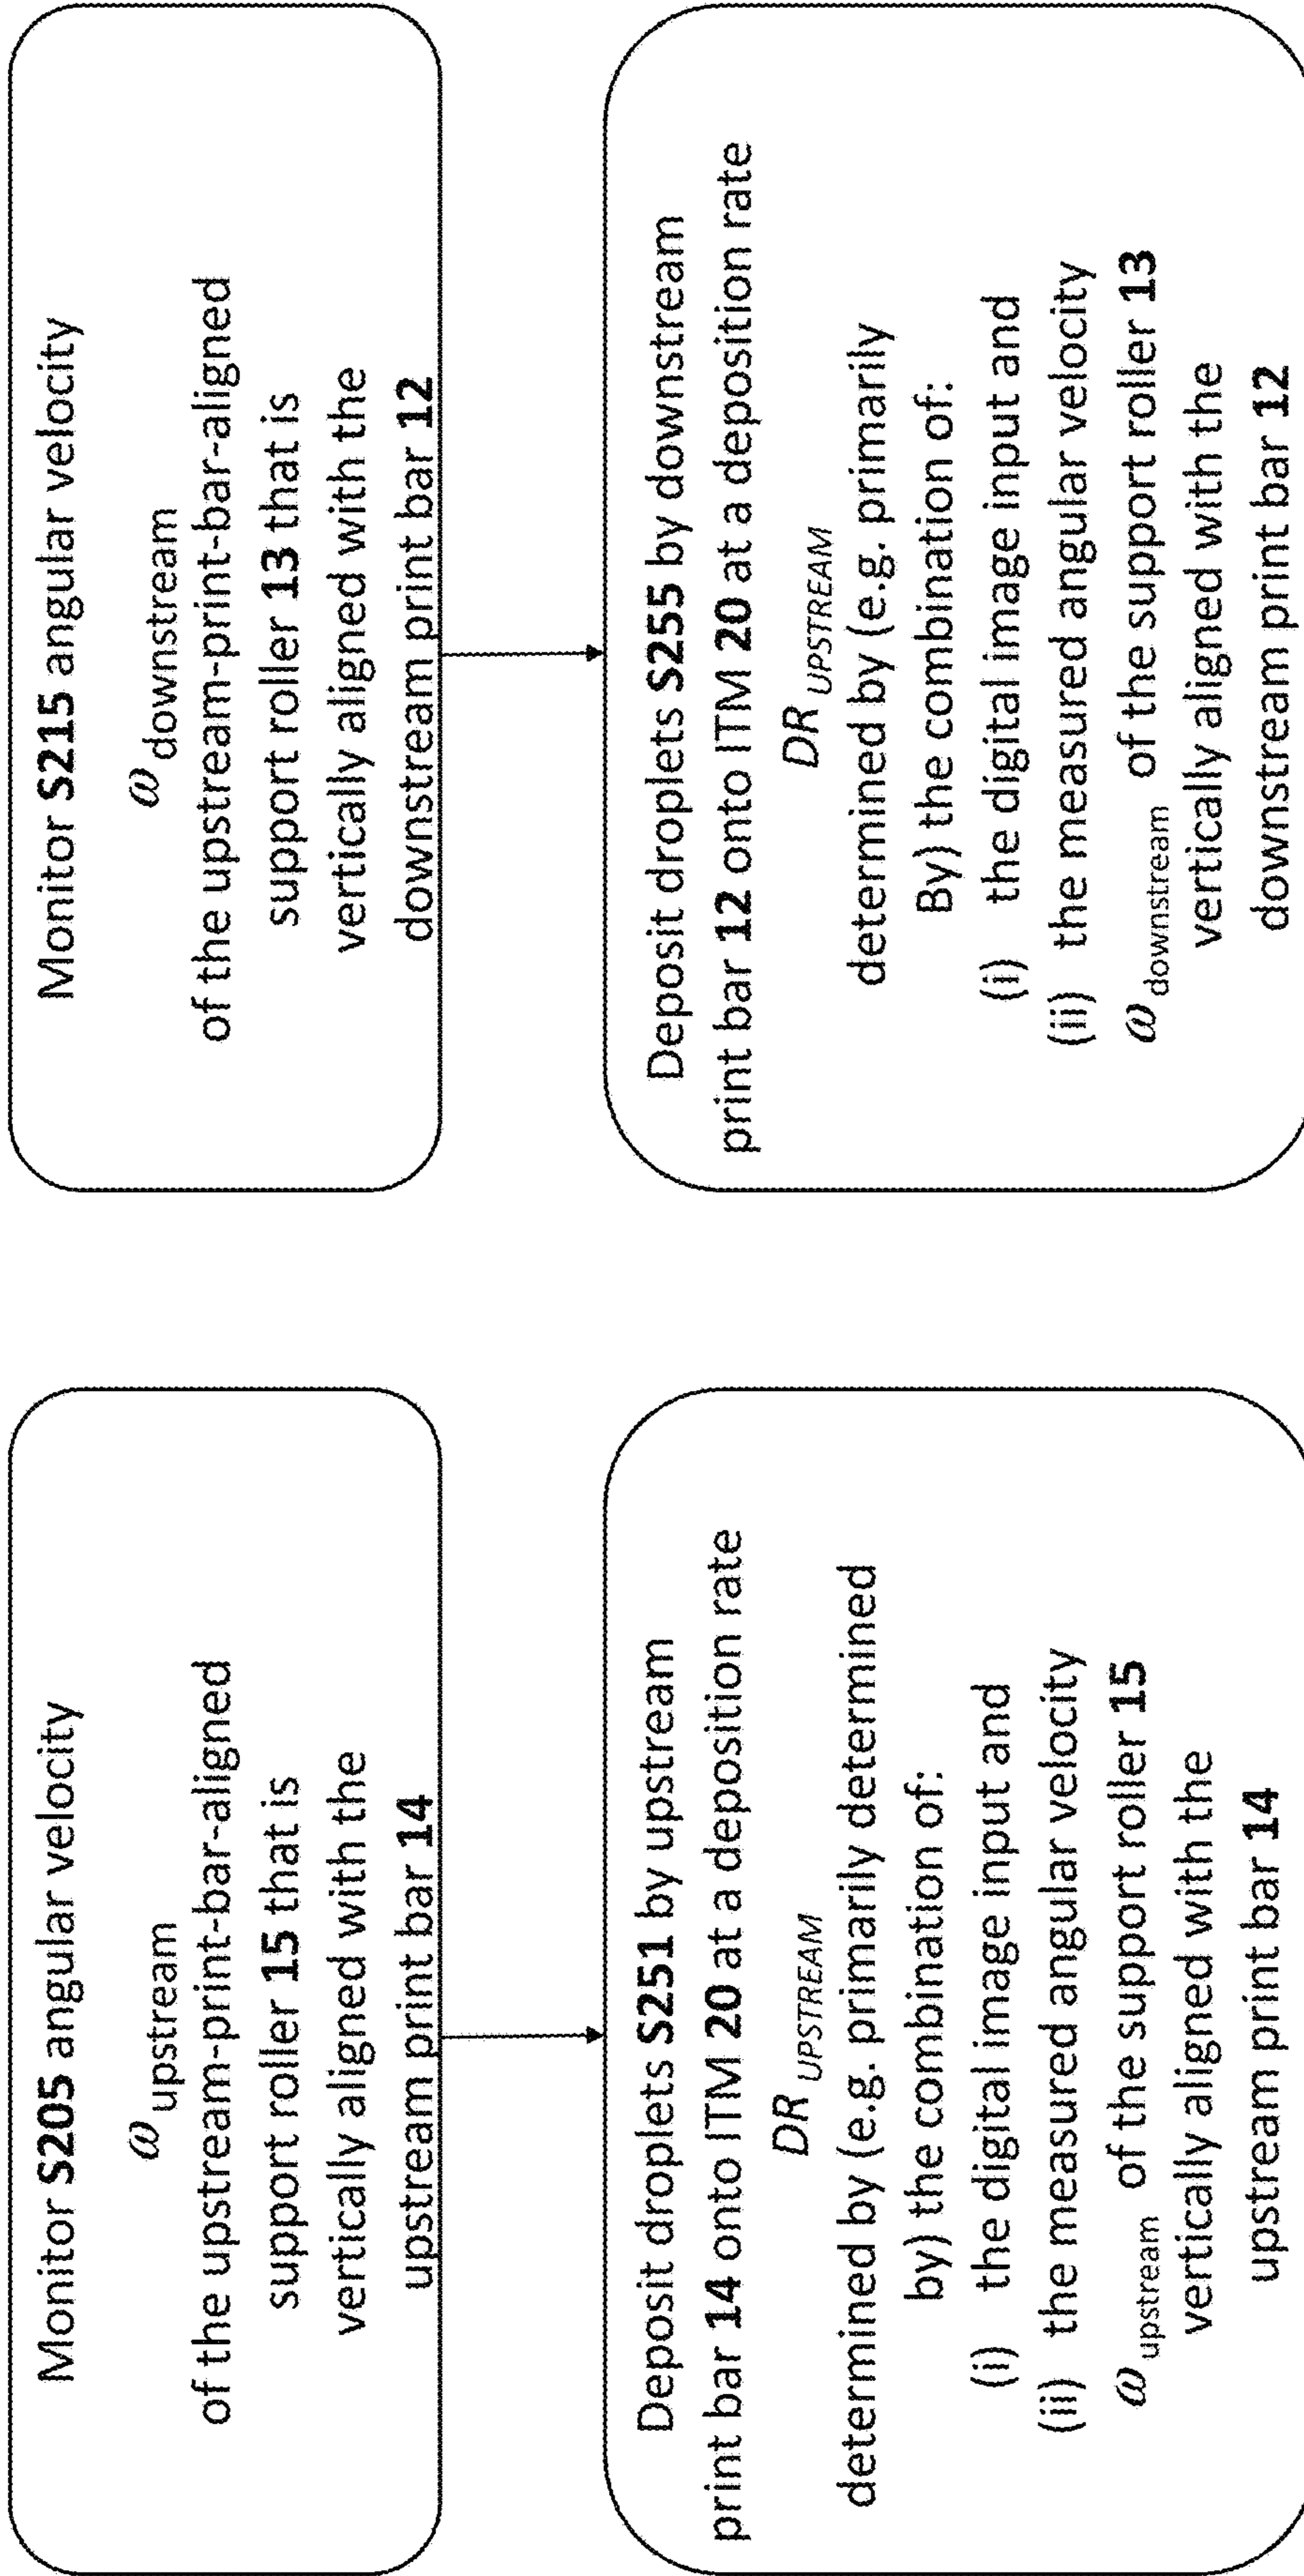 Monitor S205 angular velocity
ω upstream
of the upstream-print-bar-aligned
support roller 15 that is
vertically aligned with the
upstream print bar 14
Deposit droplets S251 by upstream
print bar 14 onto ITM 20 at a deposition rate
DR UPSTREAM
determined by (e.g. primarily determined
by) the combination of:
(i) the digital image input and
(ii) the measured angular velocity
ω upstream of the support roller 15
vertically aligned with the
upstream print bar 14
Monitor S215 angular velocity
ω downstream
of the upstream-print-bar-aligned
support roller 13 that is
vertically aligned with the
downstream print bar 12
Deposit droplets S255 by downstream
print bar 12 onto ITM 20 at a deposition rate
DR UPSTREAM
determined by (e.g. primarily
By) the combination of:
(i) the digital image input and
(ii) the measured angular velocity
ω downstream of the support roller 13
vertically aligned with the
downstream print bar 12